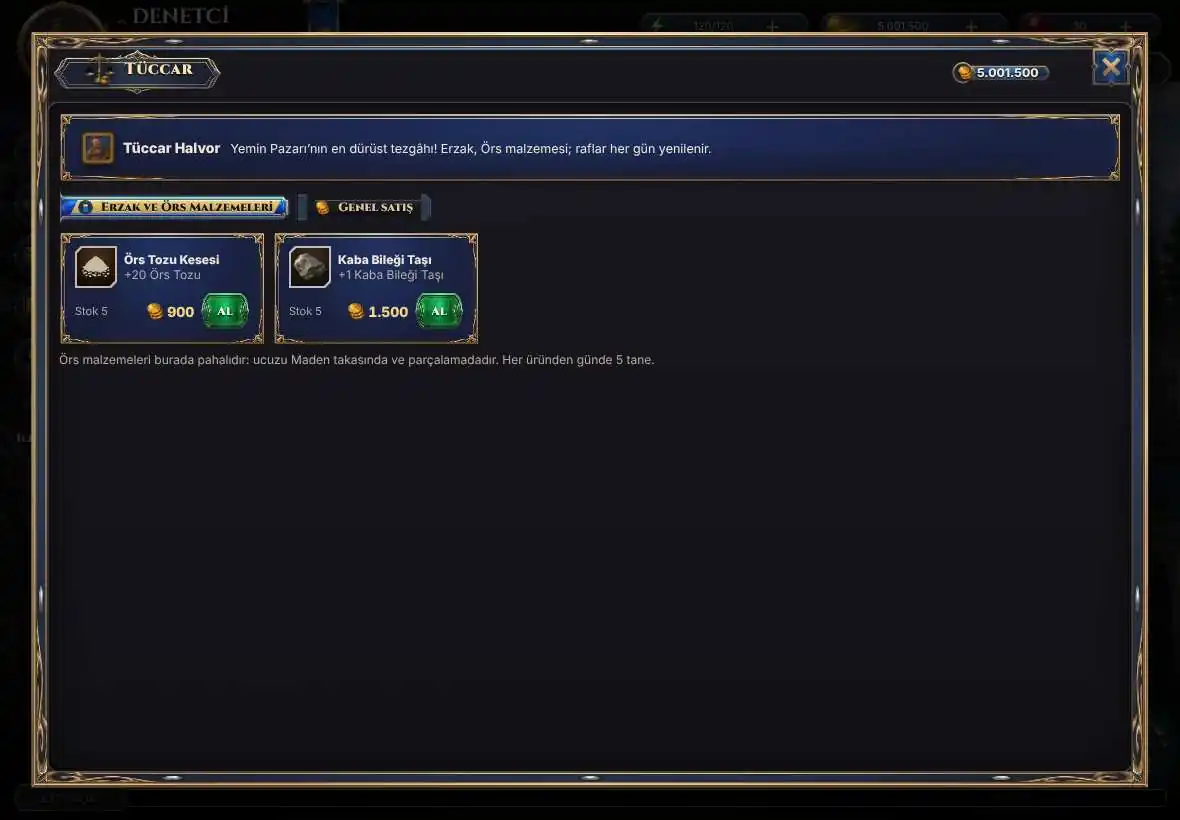 DENETCİ
120/120
5.001.500
30
TÜCCAR
5.001.500
Tüccar Halvor Yemin Pazarı'nın en dürüst tezgâhı! Erzak, Örs malzemesi; raflar her gün yenilenir.
ERZAK VE ÖRS MALZEMELERİ
GENEL SATIŞ
Örs Tozu Kesesi
+20 Örs Tozu
Stok 5
900
AL
Kaba Bileği Taşı
+1 Kaba Bileği Taşı
Stok 5
1.500
AL
Örs malzemeleri burada pahalıdır: ucuzu Maden takasında ve parçalamadadır. Her üründen günde 5 tane.